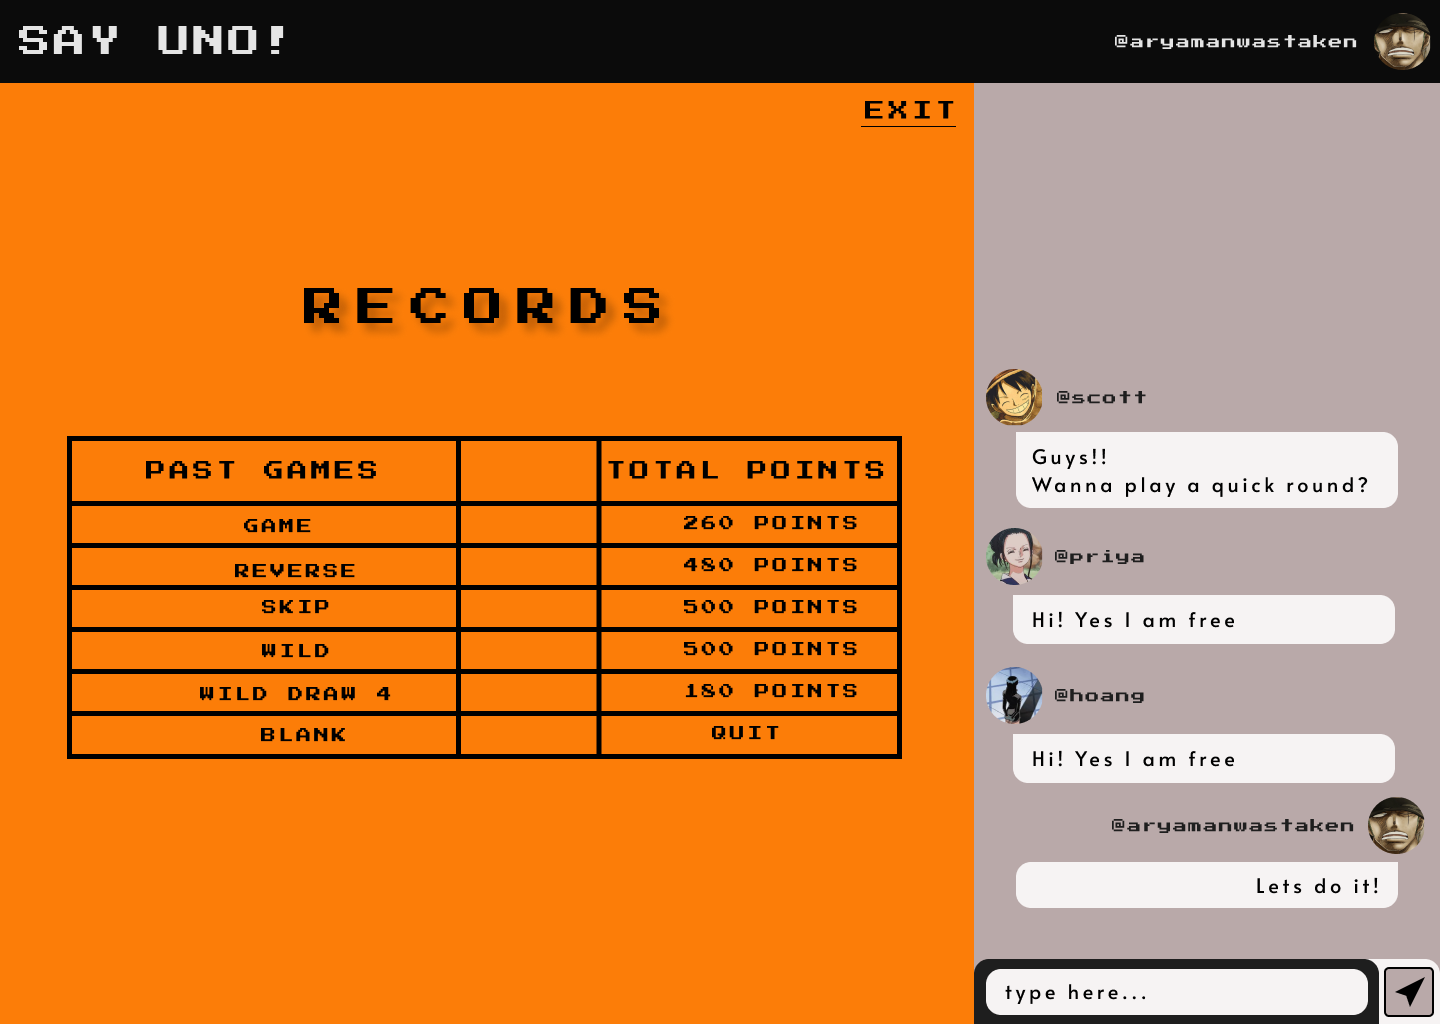 SAY UNO!
@aryamanwastaken
EXIT
RECORDS
PAST GAMES
TOTAL POINTS
GAME
260 POINTS
REVERSE
480 POINTS
SKIP
500 POINTS
WILD
500 POINTS
WILD DRAW 4
180 POINTS
BLANK
QUIT
@scott
Guys!!
Wanna play a quick round?
@priya
Hi! Yes I am free
@hoang
Hi! Yes I am free
@aryamanwastaken
Lets do it!
type here...